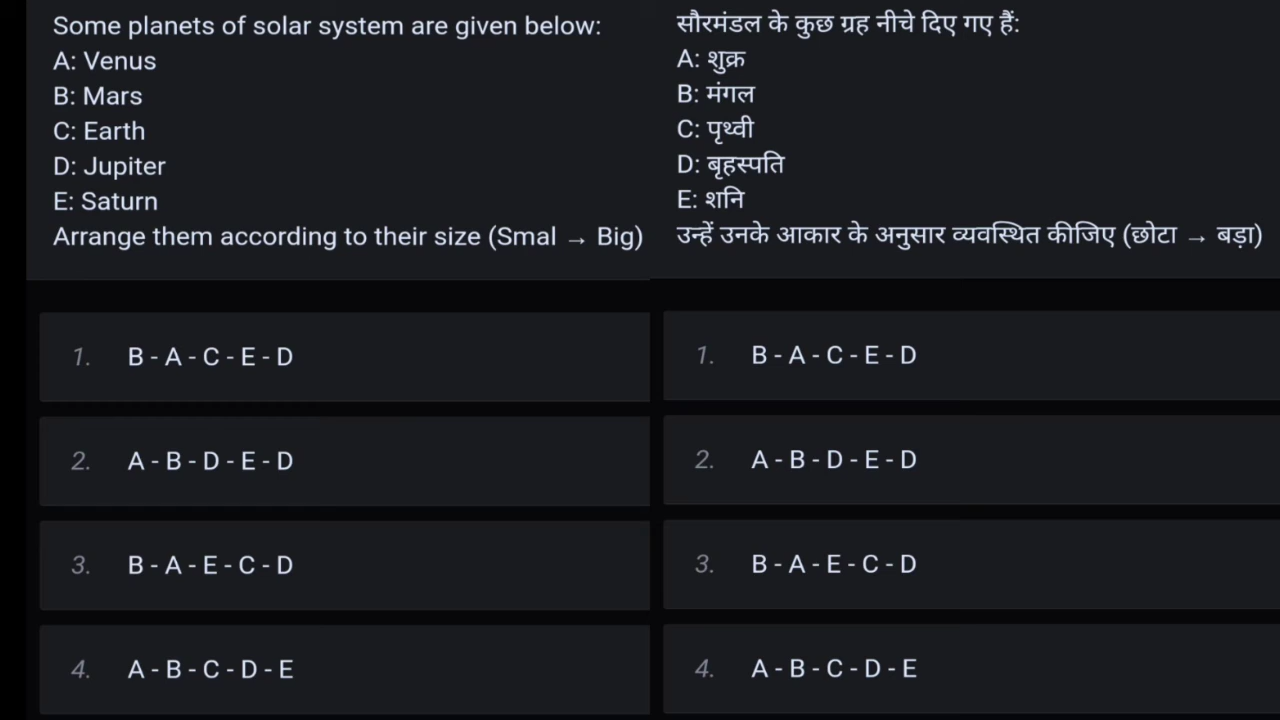 Some planets of solar system are given below:
A: Venus
B: Mars
C: Earth
D: Jupiter
E: Saturn
Arrange them according to their size (Smal → Big)
1. B - A - C - E - D
2. A - B - D - E - D
3. B - A - E - C - D
4. A - B - C - D - E
सौरमंडल के कुछ ग्रह नीचे दिए गए हैं:
A: शुक्र
B: मंगल
C: पृथ्वी
D: बृहस्पति
E: शनि
उन्हें उनके आकार के अनुसार व्यवस्थित कीजिए (छोटा → बड़ा)
1. B - A - C - E - D
2. A - B - D - E - D
3. B - A - E - C - D
4. A - B - C - D - E